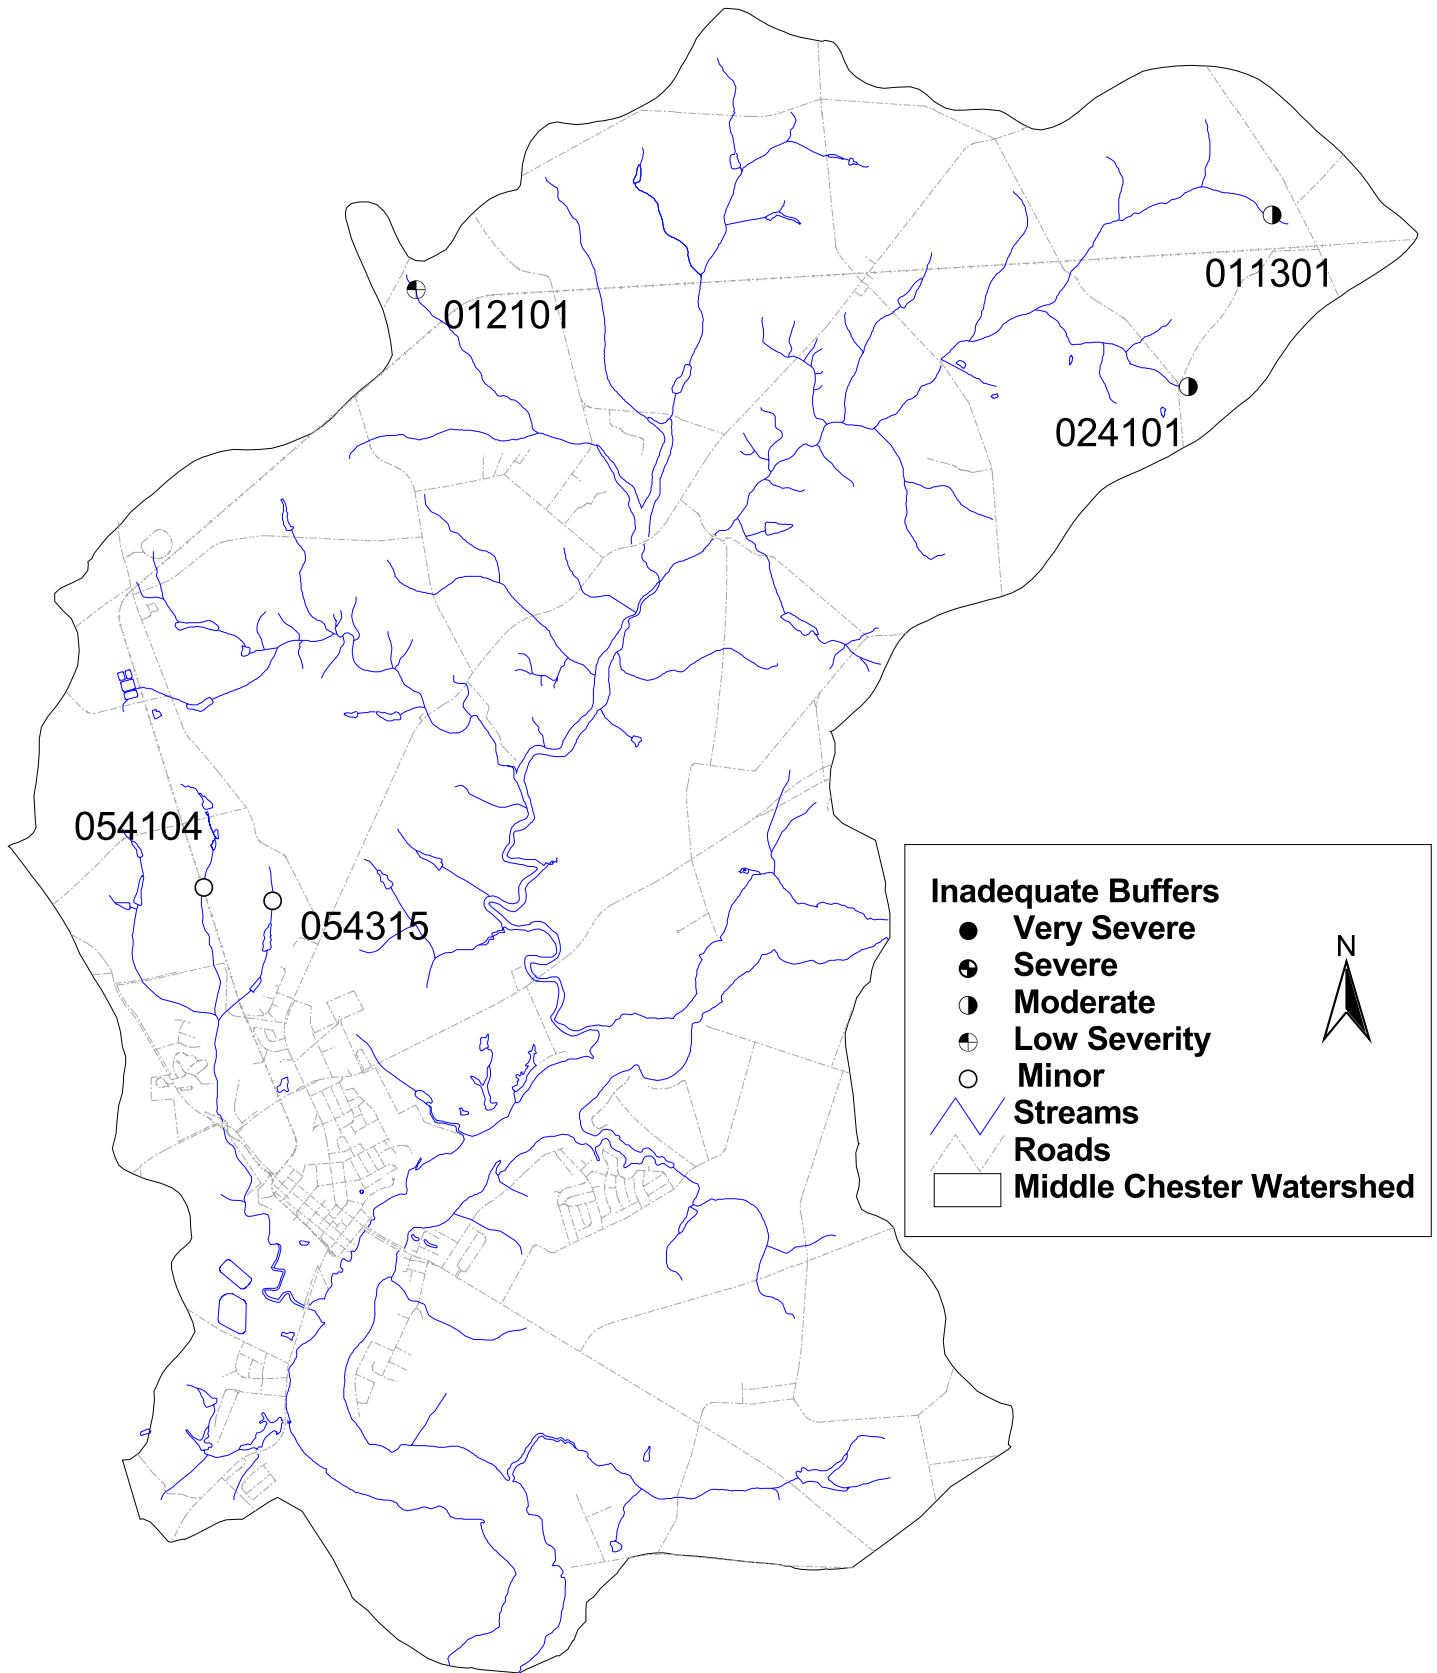 011301
012101
024101
054104
054315
Inadequate Buffers
Very Severe
Severe
Moderate
Low Severity
Minor
Streams
Roads
Middle Chester Watershed
N